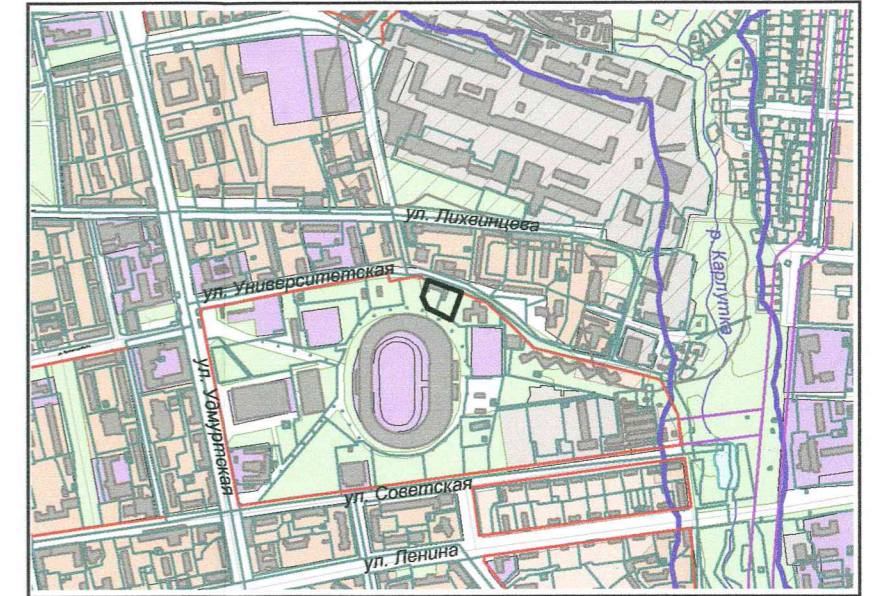 ул. Лихвинцева
ул. Университетская
р. Карлутка
ул. Удмуртская
ул. Советская
ул. Ленина